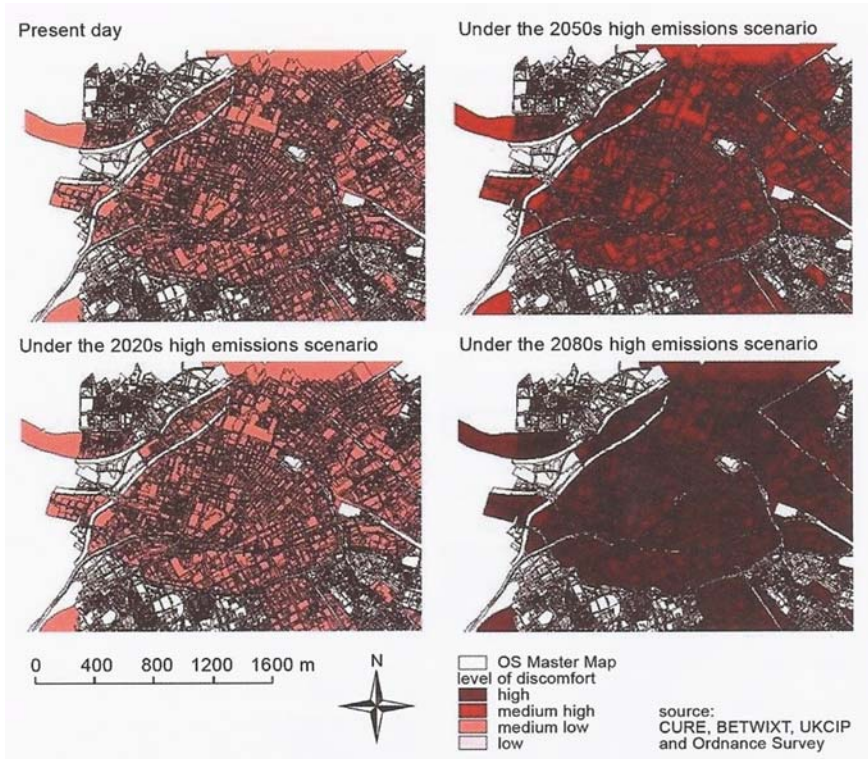 Present day
Under the 2050s high emissions scenario
Under the 2020s high emissions scenario
Under the 2080s high emissions scenario
0 400 800 1200 1600 m
N
OS Master Map
level of discomfort
high
medium high
medium low
low
source:
CURE, BETWIXT, UKCIP
and Ordnance Survey